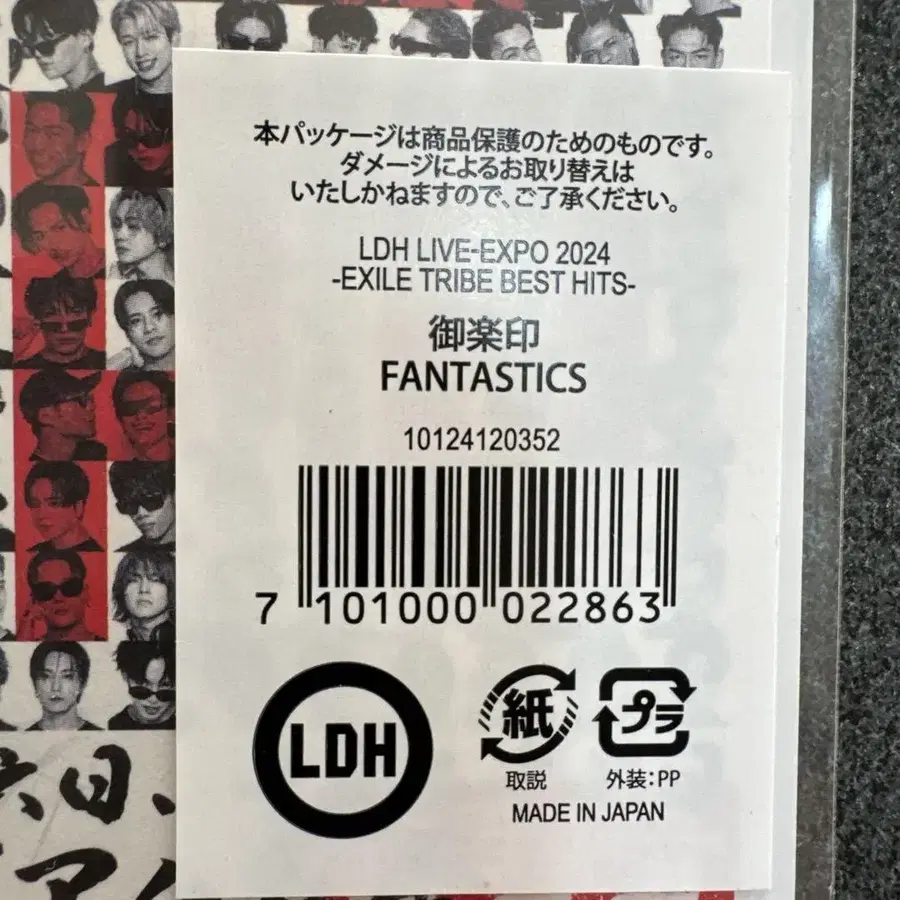 本パッケージは商品保護のためのものです。
ダメージによるお取り替えは
いたしかねますので、ご了承ください。
LDH LIVE-EXPO 2024
-EXILE TRIBE BEST HITS-
御楽印
FANTASTICS
10124120352
7 101000 022863
LDH
紙
プラ
取説
外装:PP
MADE IN JAPAN
六日、